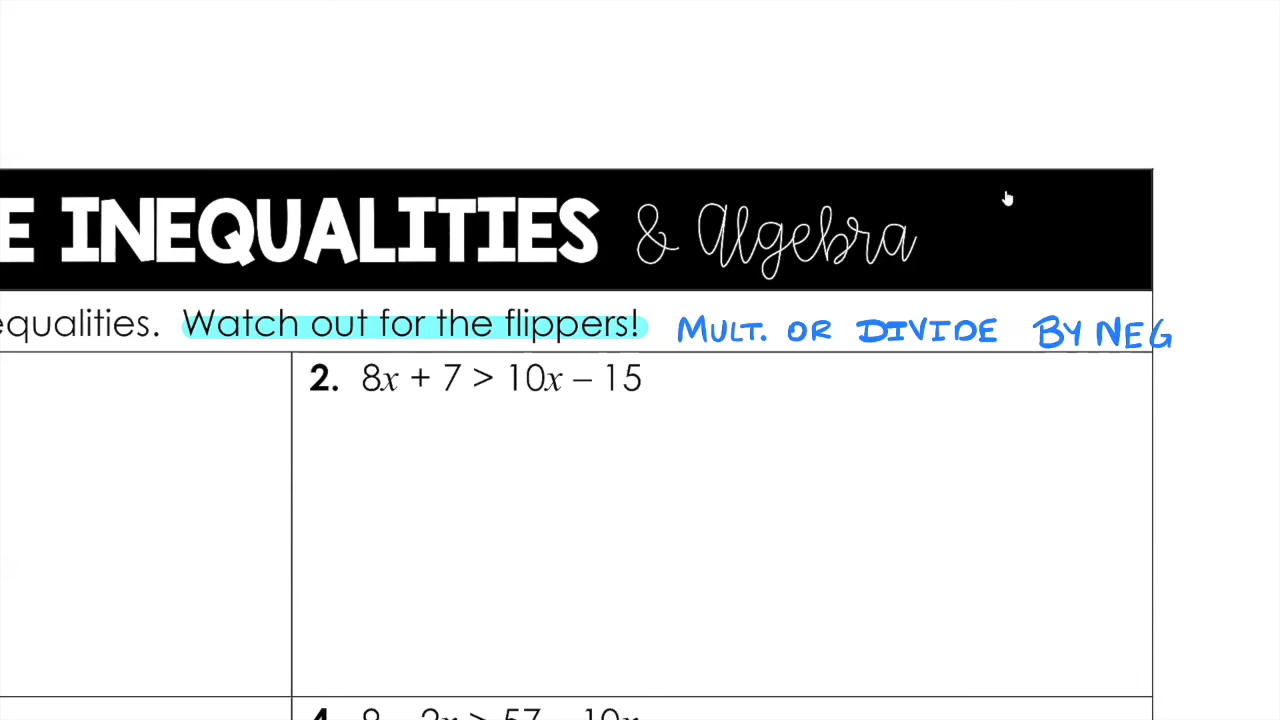 E INEQUALITIES & Algebra
equalities. Watch out for the flippers! MULT. OR DIVIDE BY NEG
2. 8x + 7 > 10x – 15